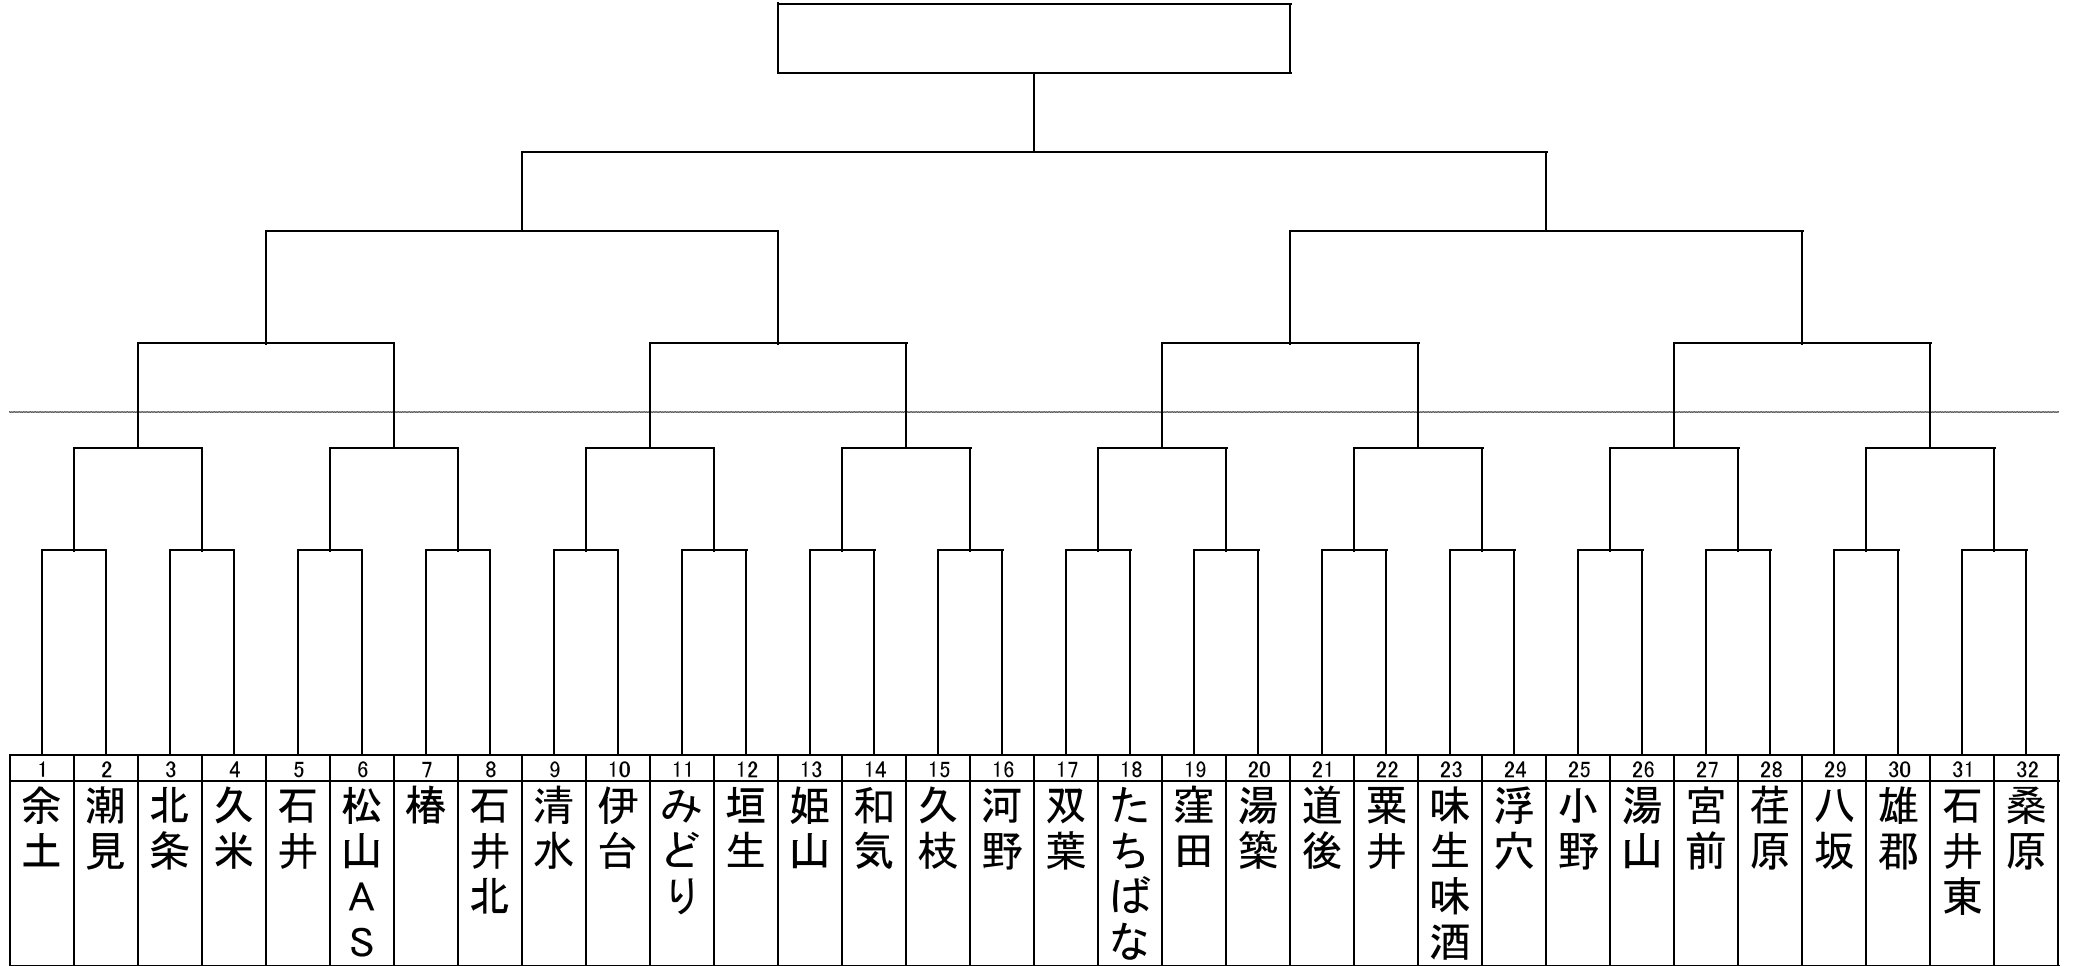 1 2 3 4 5 6 7 8 9 10 11 12 13 14 15 16 17 18 19 20 21 22 23 24 25 26 27 28 29 30 31 32
余土
潮見
北条
久米
石井
松山AS
椿
石井北
清水
伊台
みどり
垣生
姫山
和気
久枝
河野
双葉
たちばな
窪田
湯築
道後
粟井
味生味酒
浮穴
小野
湯山
宮前
荏原
八坂
雄郡
石井東
桑原